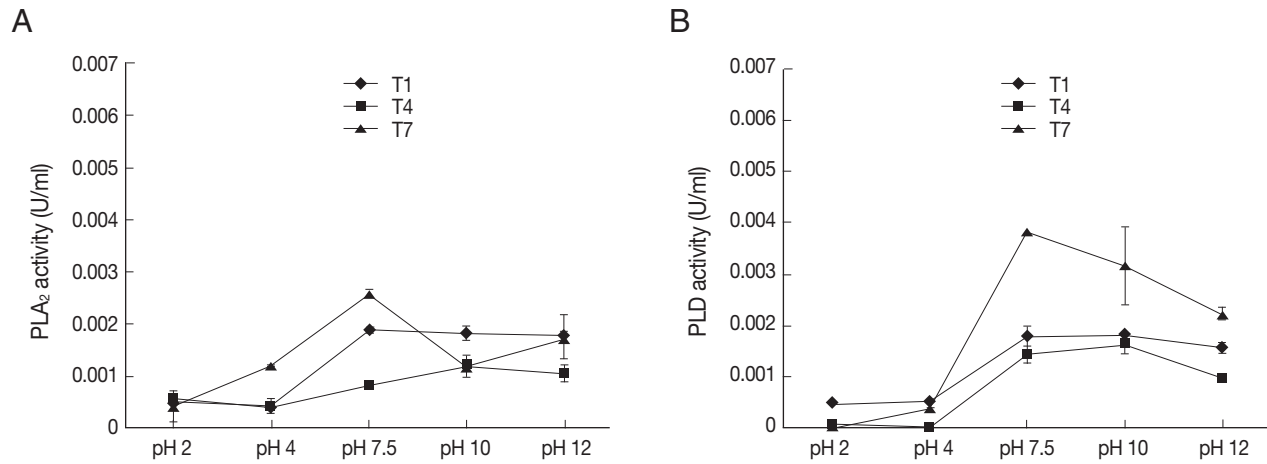 A
PLA₂ activity (U/ml)
0.007
0.006
0.005
0.004
0.003
0.002
0.001
0
T1
T4
T7
pH 2 pH 4 pH 7.5 pH 10 pH 12
B
PLD activity (U/ml)
0.007
0.006
0.005
0.004
0.003
0.002
0.001
0
T1
T4
T7
pH 2 pH 4 pH 7.5 pH 10 pH 12